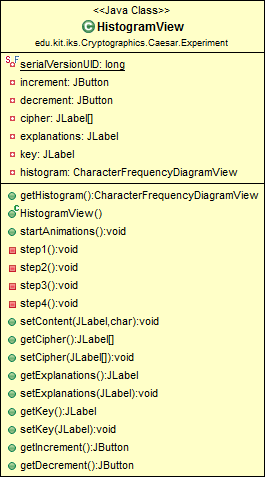 <<Java Class>>
HistogramView
edu.kit.iks.Cryptographics.Caesar.Experiment
serialVersionUID: long
increment: JButton
decrement: JButton
cipher: JLabel[]
explanations: JLabel
key: JLabel
histogram: CharacterFrequencyDiagramView
getHistogram():CharacterFrequencyDiagramView
HistogramView()
startAnimations():void
step1():void
step2():void
step3():void
step4():void
setContent(JLabel,char):void
getCipher():JLabel[]
setCipher(JLabel[]):void
getExplanations():JLabel
setExplanations(JLabel):void
getKey():JLabel
setKey(JLabel):void
getIncrement():JButton
getDecrement():JButton